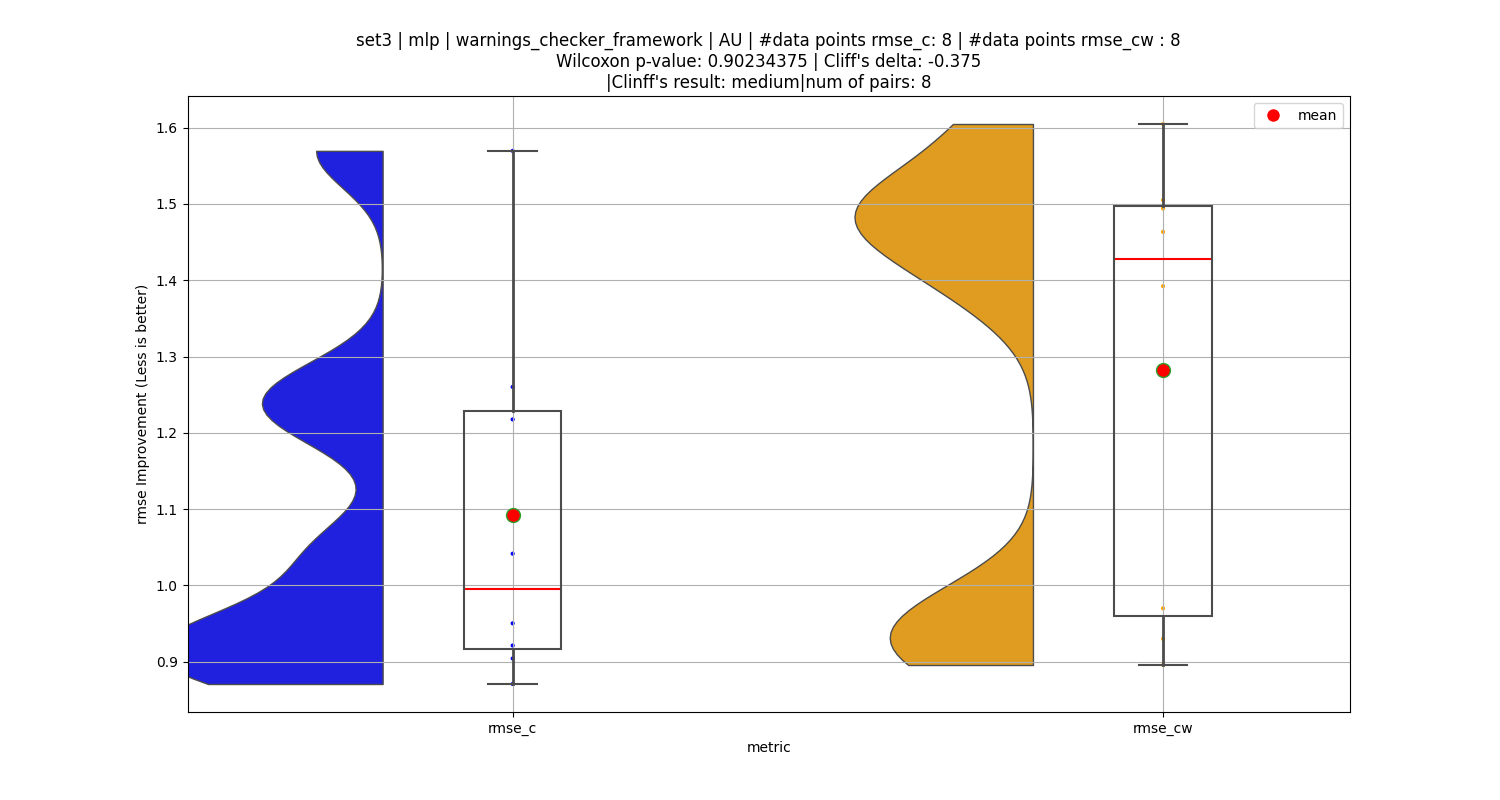 set3 | mlp | warnings_checker_framework | AU | #data points rmse_c: 8 | #data points rmse_cw : 8
Wilcoxon p-value: 0.90234375 | Cliff's delta: -0.375
|Clinff's result: medium|num of pairs: 8
mean
1.6
1.5
1.4
1.3
1.2
1.1
1.0
0.9
rmse Improvement (Less is better)
rmse_c
rmse_cw
metric